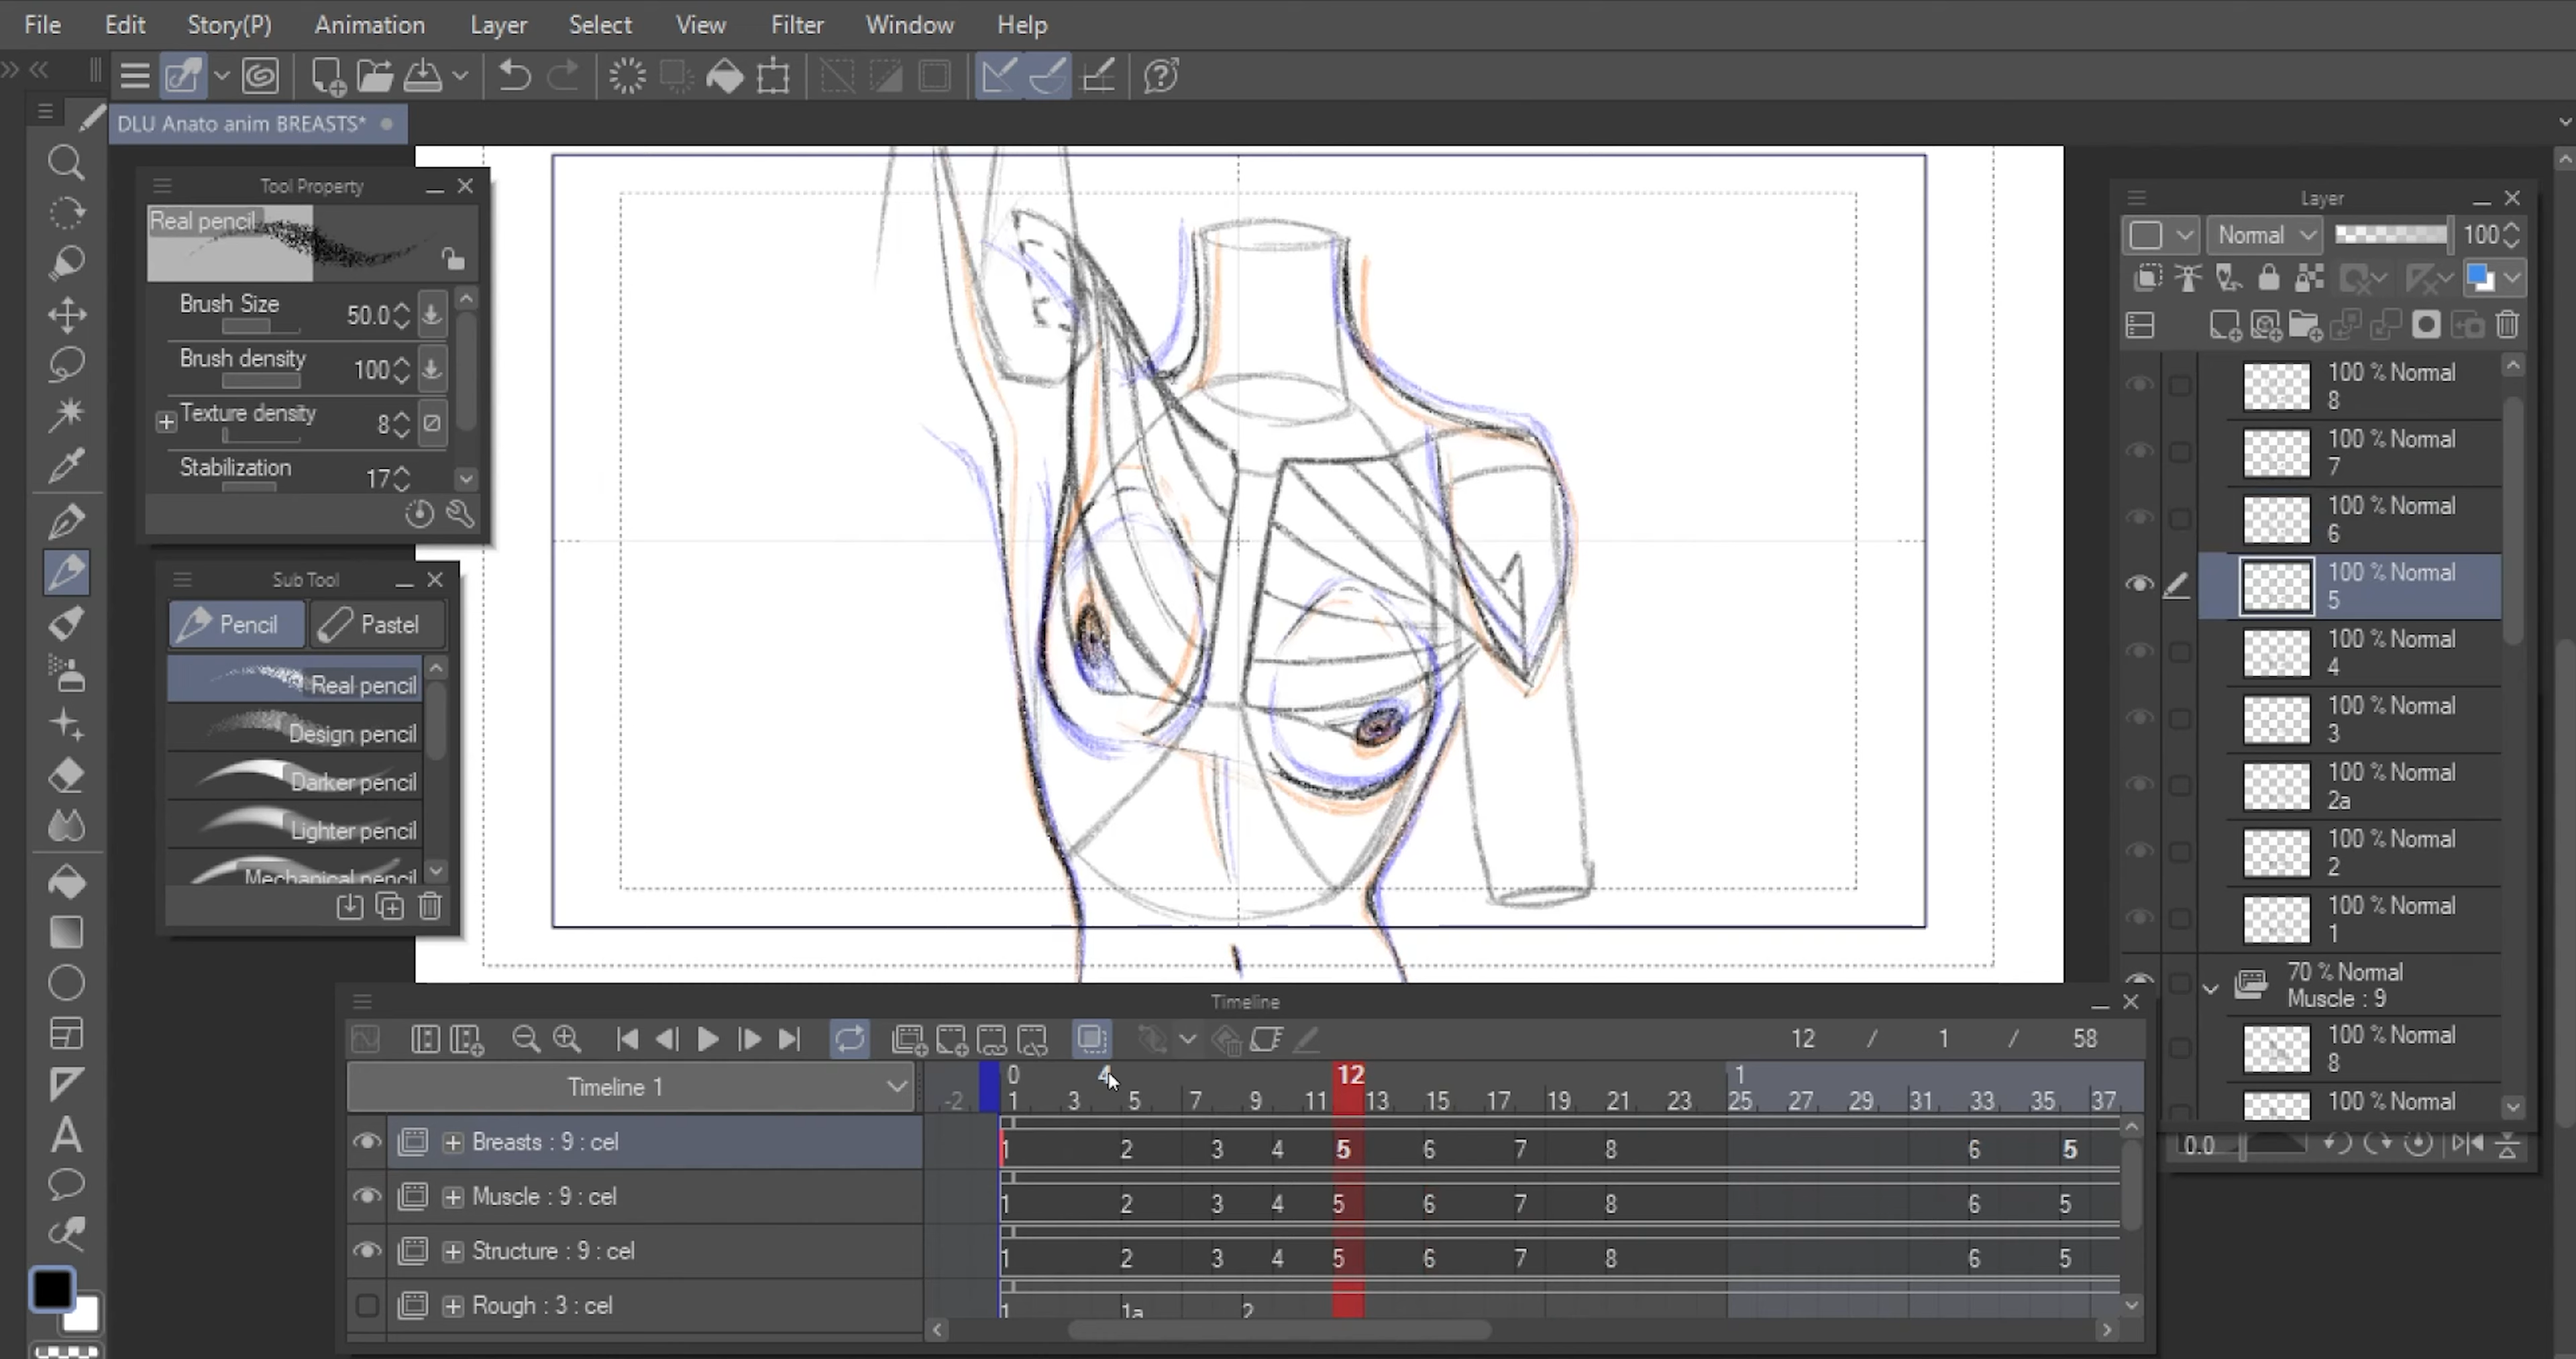 File Edit Story(P) Animation Layer Select View Filter Window Help
DLU Anato anim BREASTS*
Tool Property
Real pencil
Brush Size 50.0
Brush density 100
Texture density 8
Stabilization 17
Sub Tool
Pencil Pastel
Real pencil
Design pencil
Darker pencil
Lighter pencil
Mechanical pencil
Layer
Normal 100
100 % Normal
8
100 % Normal
7
100 % Normal
6
100 % Normal
5
100 % Normal
4
100 % Normal
3
100 % Normal
2a
100 % Normal
2
100 % Normal
1
70 % Normal
Muscle : 9
100 % Normal
8
100 % Normal
0.0
Timeline
12 / 1 / 58
Timeline 1
0 4 12 1
-2 1 3 5 7 9 11 13 15 17 19 21 23 25 27 29 31 33 35 37
Breasts : 9 : cel 1 2 3 4 5 6 7 8 6 5
Muscle : 9 : cel 1 2 3 4 5 6 7 8 6 5
Structure : 9 : cel 1 2 3 4 5 6 7 8 6 5
Rough : 3 : cel 1 1a 2